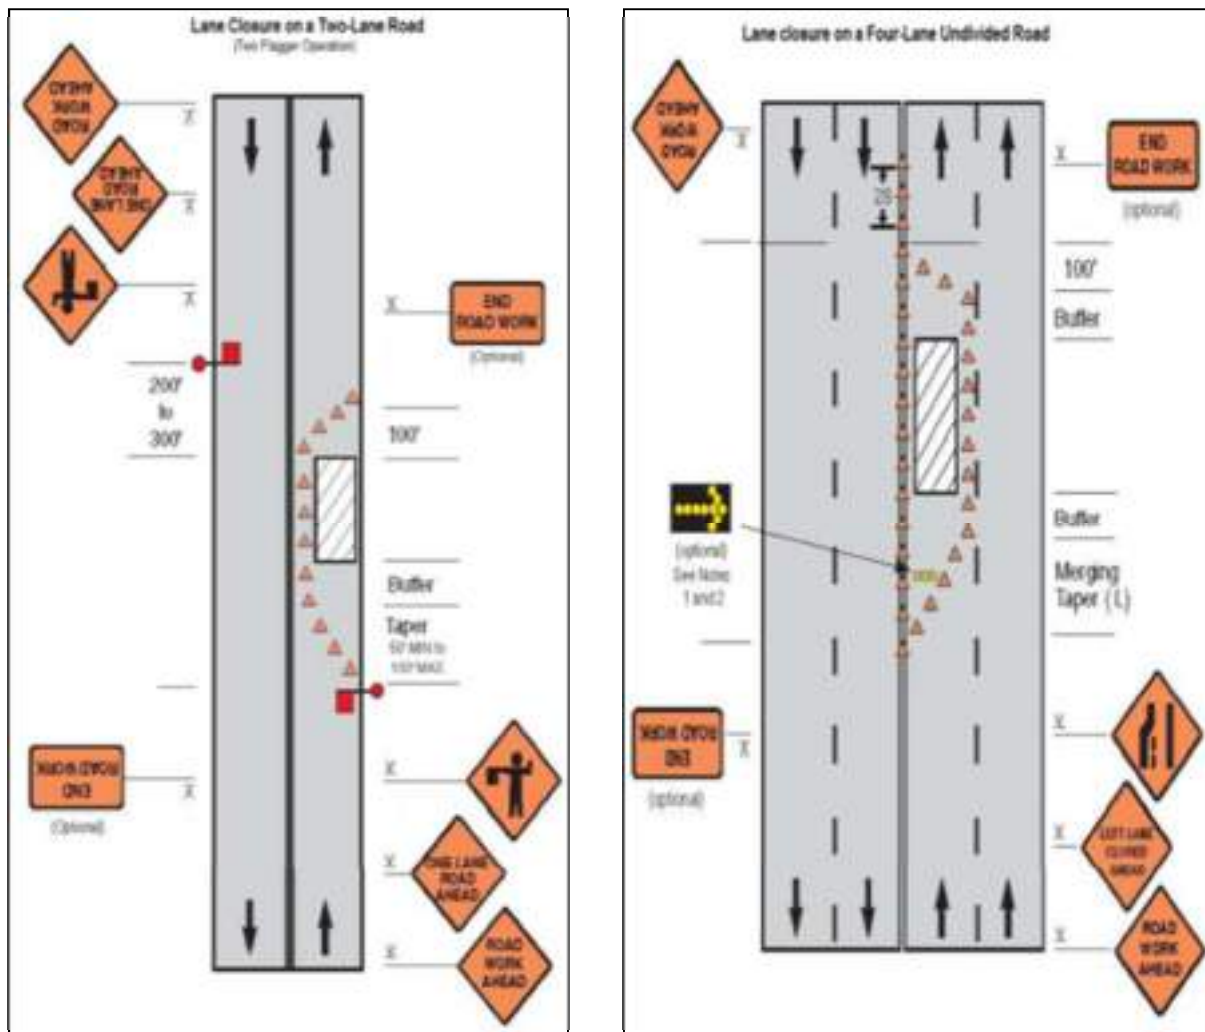 Lane Closure on a Two-Lane Road
(Two Flagger Operation)
ROAD
WORK
AHEAD
ONE LANE
ROAD
AHEAD
END
ROAD WORK
(Optional)
200'
to
300'
100'
Buffer
Taper
50' MIN to
100' MAX
END
ROAD WORK
(Optional)
ONE LANE
ROAD
AHEAD
ROAD
WORK
AHEAD
X
X
X
X
X
X
X
X
Lane closure on a Four-Lane Undivided Road
ROAD
WORK
AHEAD
END
ROAD WORK
(optional)
25'
100'
Buffer
(optional)
See Notes
1 and 2
Buffer
Merging
Taper (L)
END
ROAD WORK
(optional)
LEFT LANE
CLOSED
AHEAD
ROAD
WORK
AHEAD
X
X
X
X
X
X